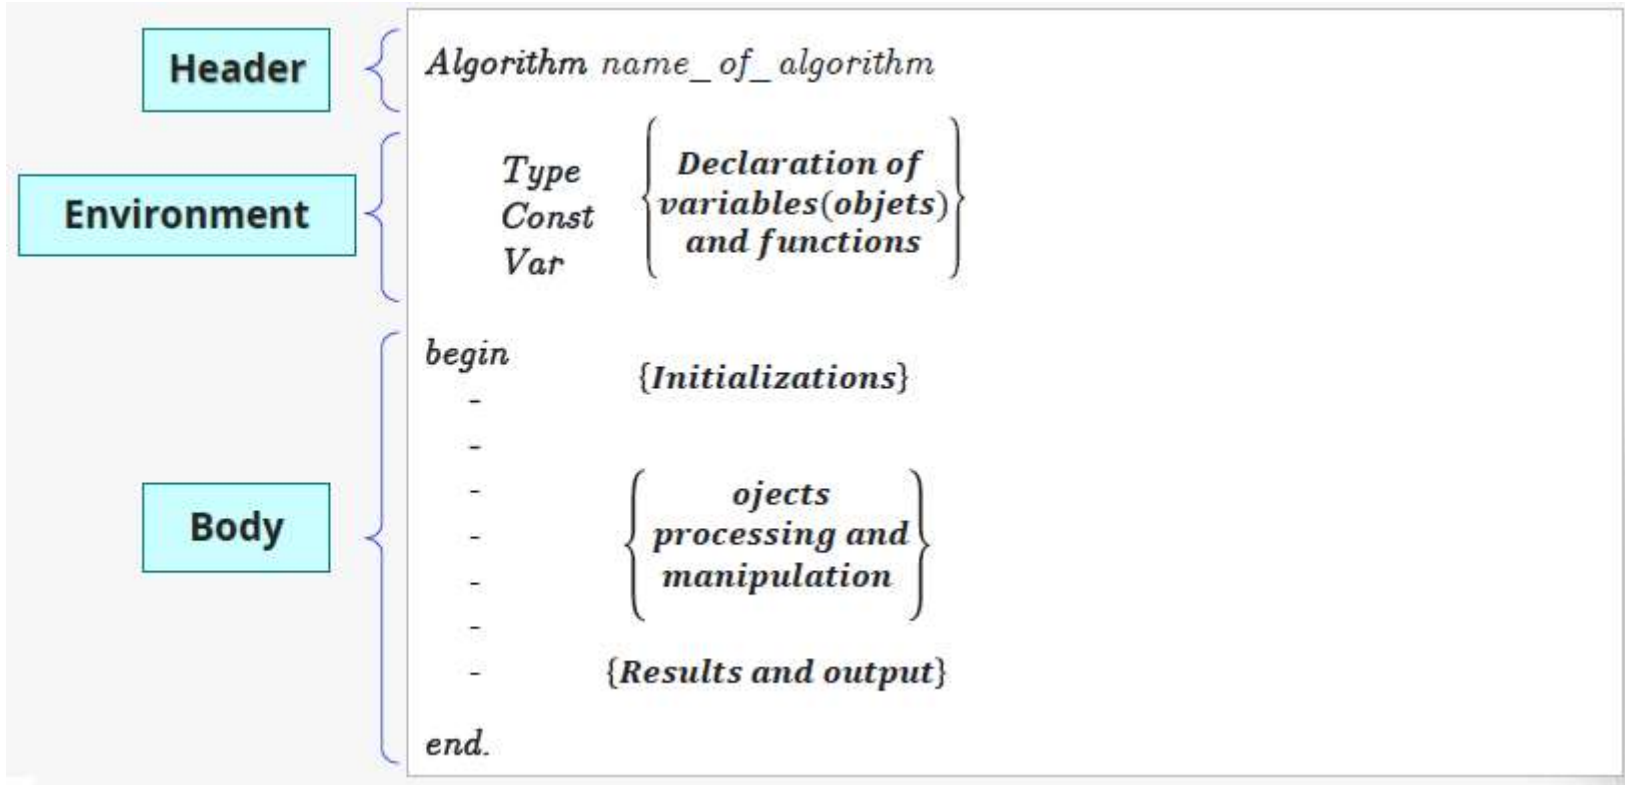 Header
Algorithm name_of_algorithm
Environment
Type
Const
Var
Declaration of
variables(objets)
and functions
Body
begin
{Initializations}
-
-
-
-
-
-
-
ojects
processing and
manipulation
{Results and output}
end.